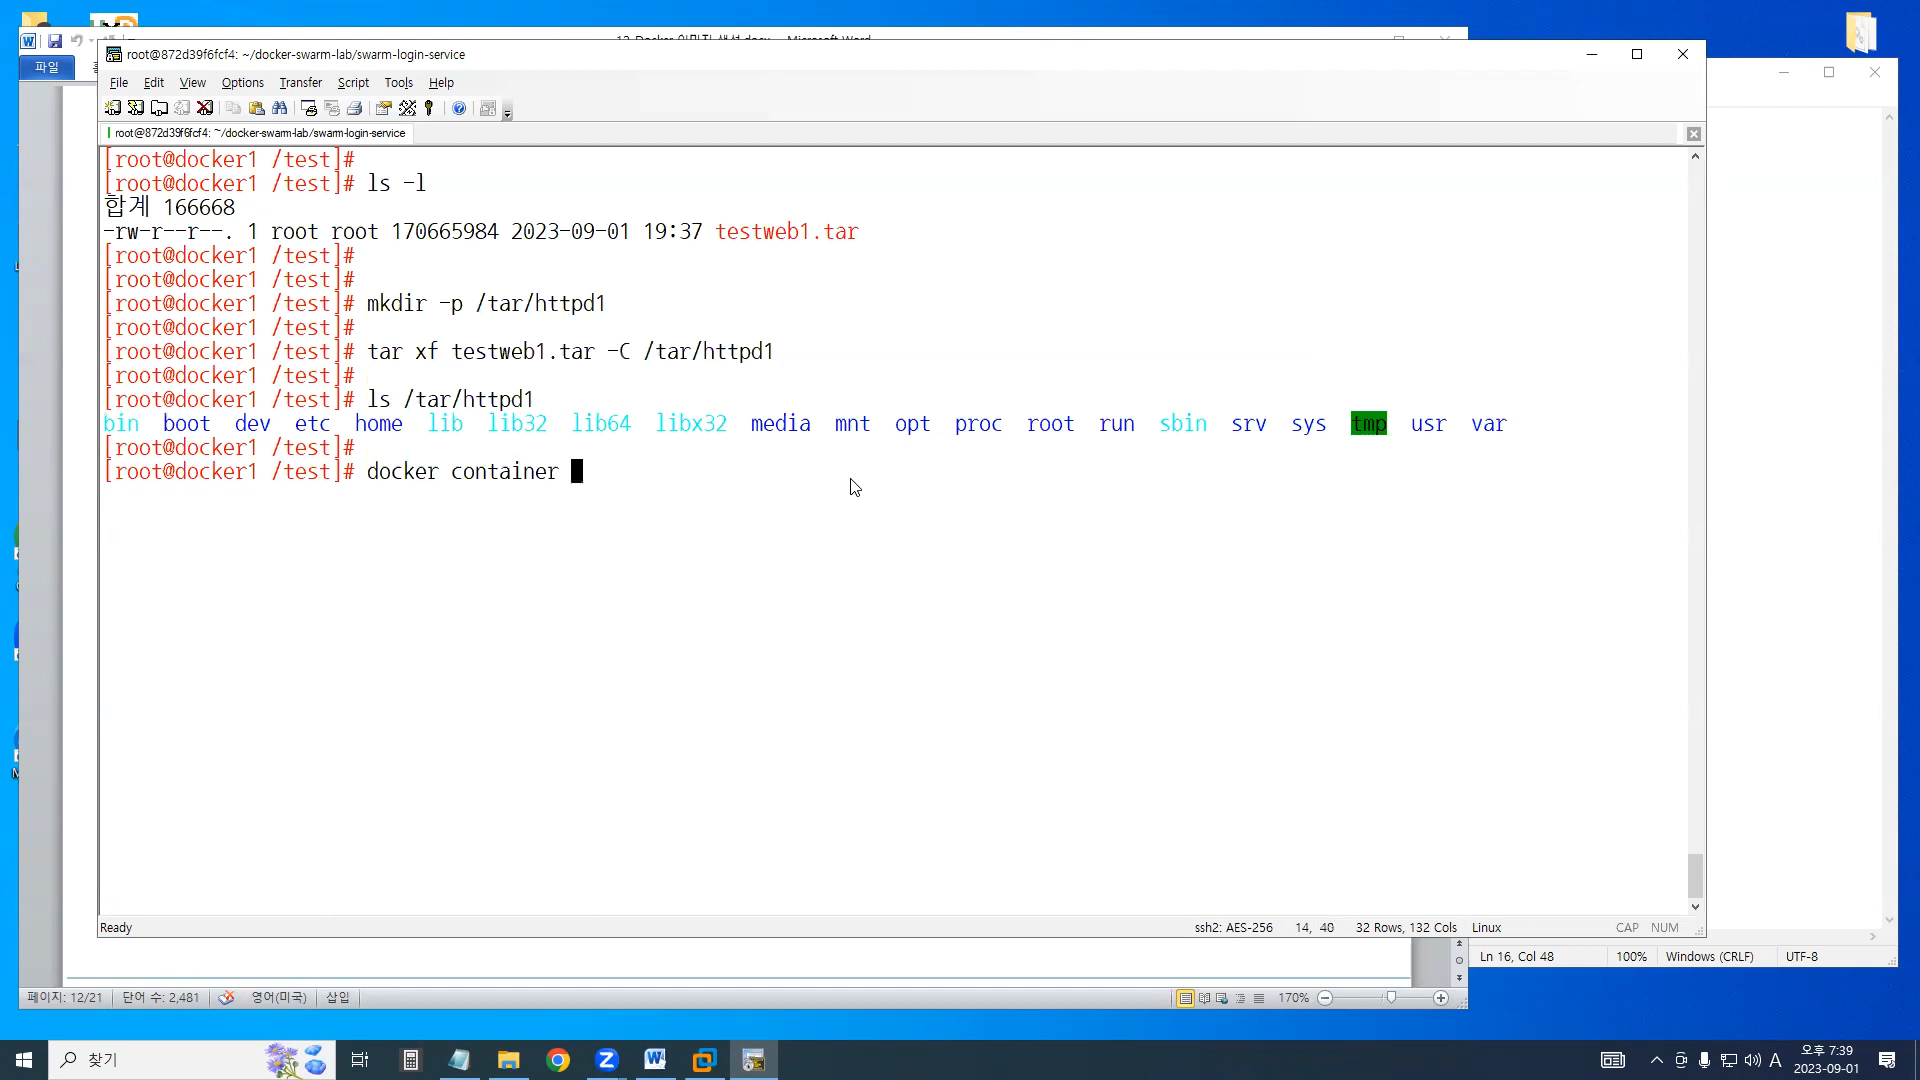 root@872d39f6fcf4: ~/docker-swarm-lab/swarm-login-service
파일
File Edit View Options Transfer Script Tools Help
root@872d39f6fcf4: ~/docker-swarm-lab/swarm-login-service
[root@docker1 /test]#
[root@docker1 /test]# ls -l
합계 166668
-rw-r--r--. 1 root root 170665984 2023-09-01 19:37 testweb1.tar
[root@docker1 /test]#
[root@docker1 /test]#
[root@docker1 /test]# mkdir -p /tar/httpd1
[root@docker1 /test]#
[root@docker1 /test]# tar xf testweb1.tar -C /tar/httpd1
[root@docker1 /test]#
[root@docker1 /test]# ls /tar/httpd1
bin boot dev etc home lib lib32 lib64 libx32 media mnt opt proc root run sbin srv sys tmp usr var
[root@docker1 /test]#
[root@docker1 /test]# docker container
Ready ssh2: AES-256 14, 40 32 Rows, 132 Cols Linux CAP NUM
Ln 16, Col 48 100% Windows (CRLF) UTF-8
페이지: 12/21 단어 수: 2,481 영어(미국) 삽입 170%
찾기
A 오후 7:39
2023-09-01